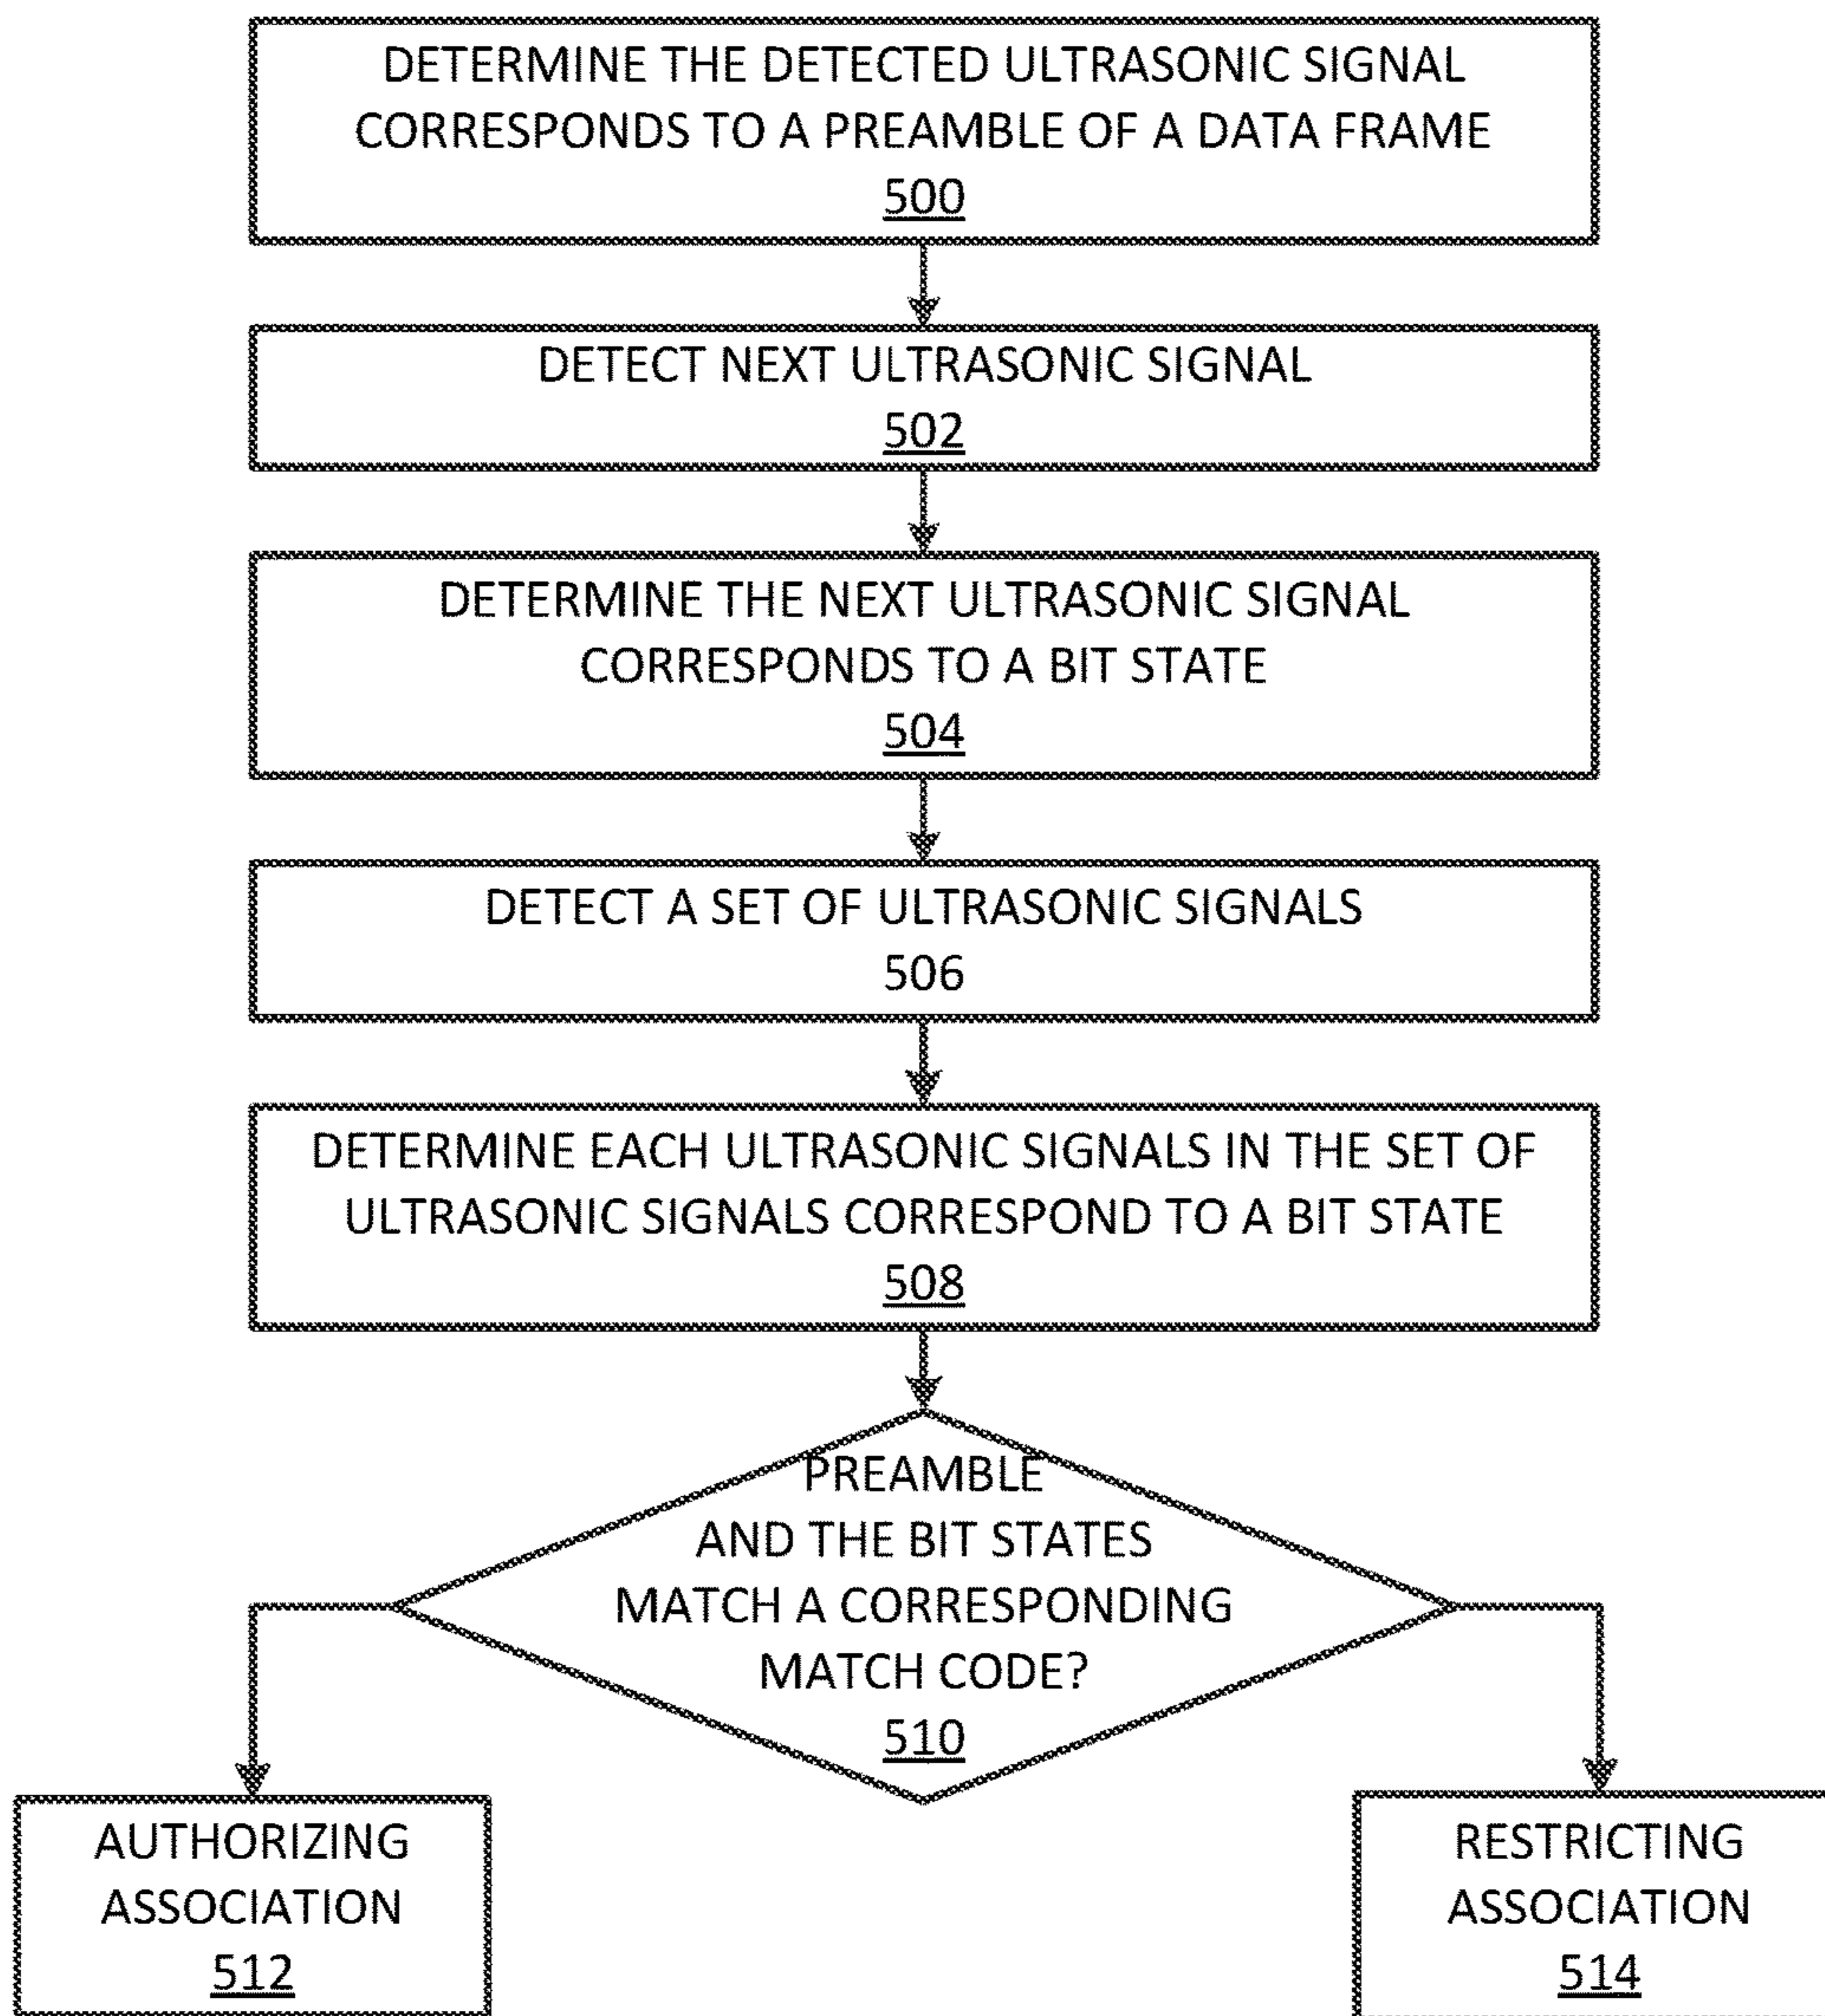 DETERMINE THE DETECTED ULTRASONIC SIGNAL
CORRESPONDS TO A PREAMBLE OF A DATA FRAME
500
DETECT NEXT ULTRASONIC SIGNAL
502
DETERMINE THE NEXT ULTRASONIC SIGNAL
CORRESPONDS TO A BIT STATE
504
DETECT A SET OF ULTRASONIC SIGNALS
506
DETERMINE EACH ULTRASONIC SIGNALS IN THE SET OF
ULTRASONIC SIGNALS CORRESPOND TO A BIT STATE
508
PREAMBLE
AND THE BIT STATES
MATCH A CORRESPONDING
MATCH CODE?
510
AUTHORIZING
ASSOCIATION
512
RESTRICTING
ASSOCIATION
514